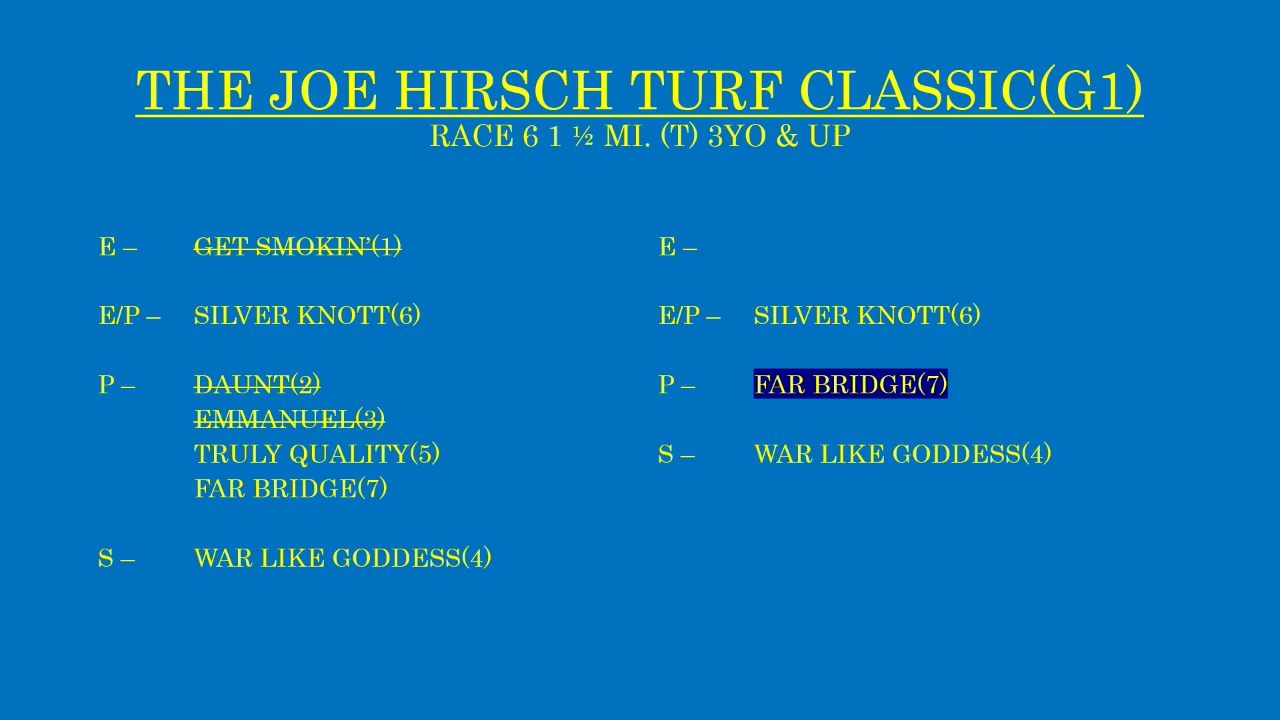 THE JOE HIRSCH TURF CLASSIC(G1)
RACE 6 1 ½ MI. (T) 3YO & UP
E – GET SMOKIN’(1)
E/P – SILVER KNOTT(6)
P – DAUNT(2)
EMMANUEL(3)
TRULY QUALITY(5)
FAR BRIDGE(7)
S – WAR LIKE GODDESS(4)
E –
E/P – SILVER KNOTT(6)
P – FAR BRIDGE(7)
S – WAR LIKE GODDESS(4)